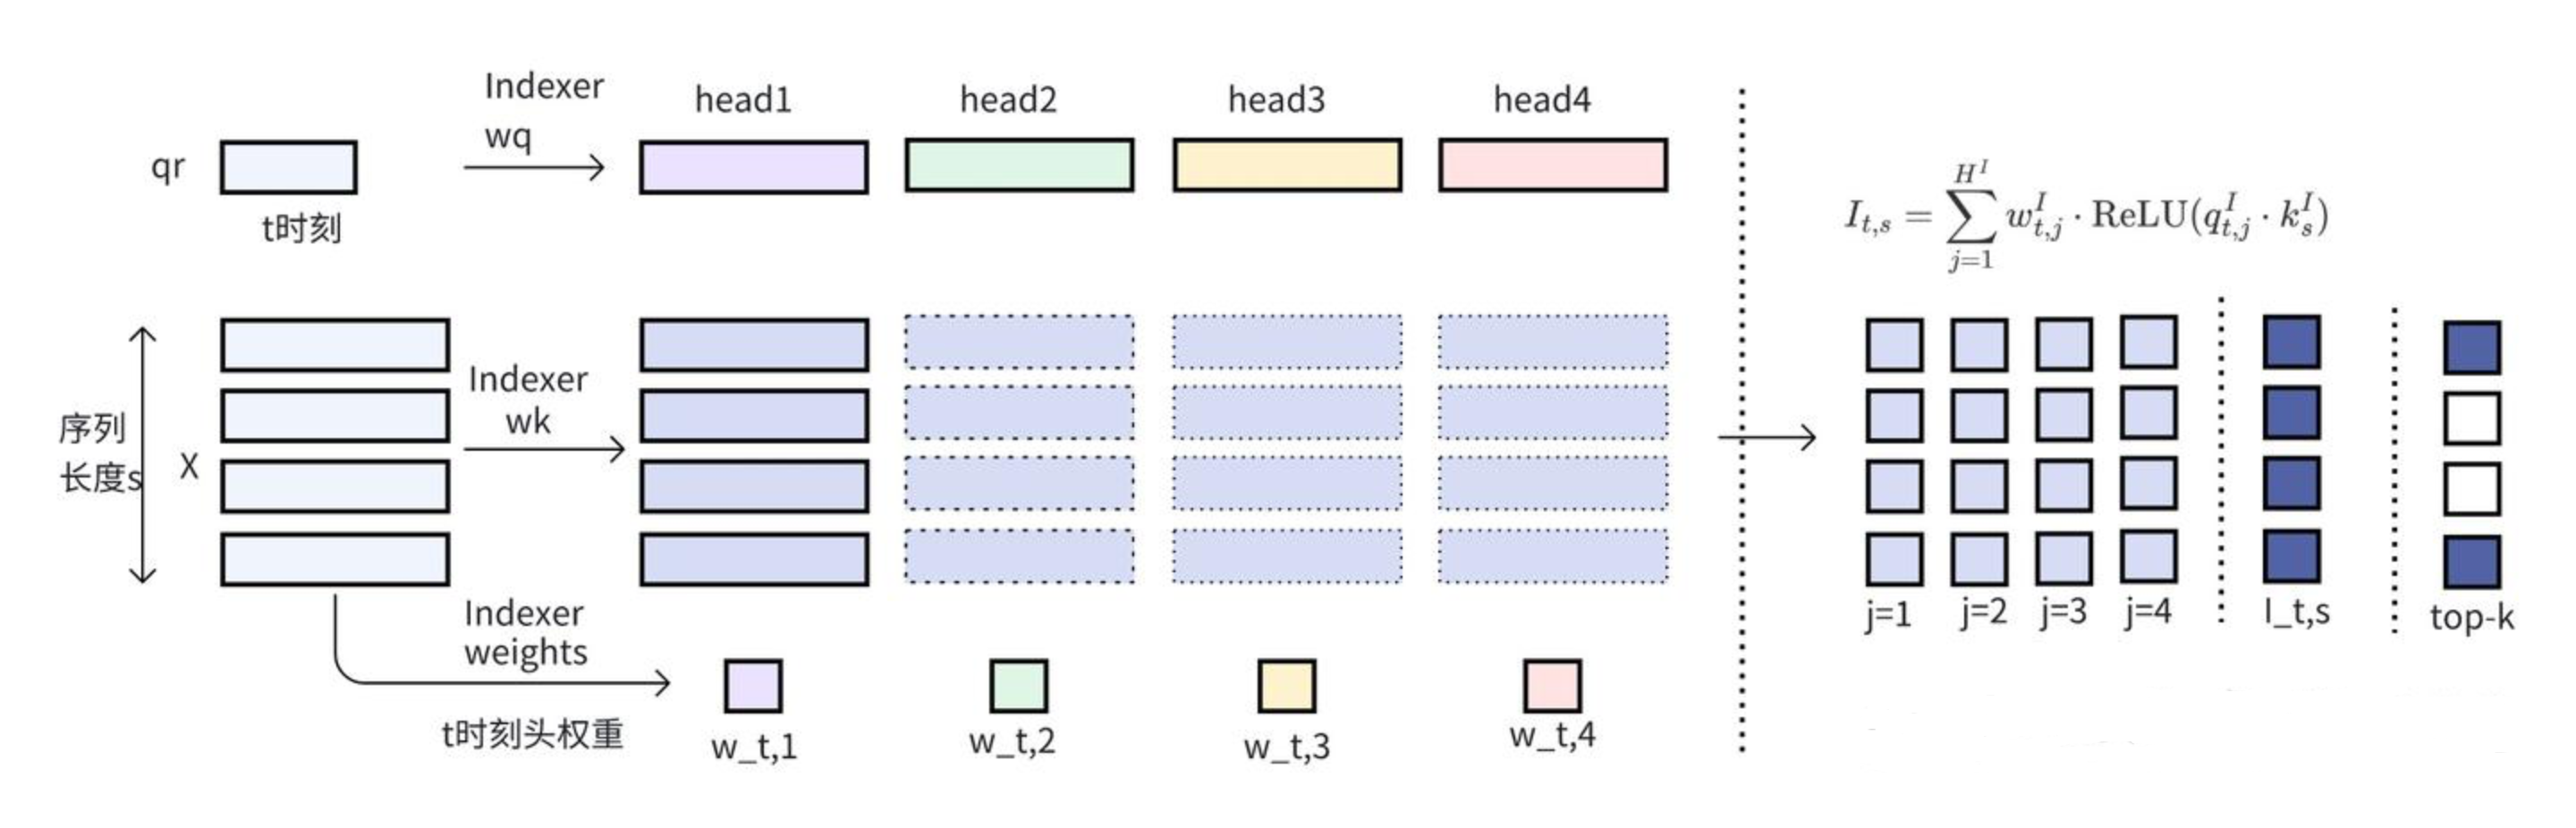 Indexer
wq
head1
head2
head3
head4
qr
t时刻
I_{t,s} = \sum_{j=1}^{H^I} w_{t,j}^I \cdot ReLU(q_{t,j}^I \cdot k_s^I)
序列
长度s
X
Indexer
wk
Indexer
weights
t时刻头权重
w_t,1
w_t,2
w_t,3
w_t,4
j=1
j=2
j=3
j=4
I_t,s
top-k